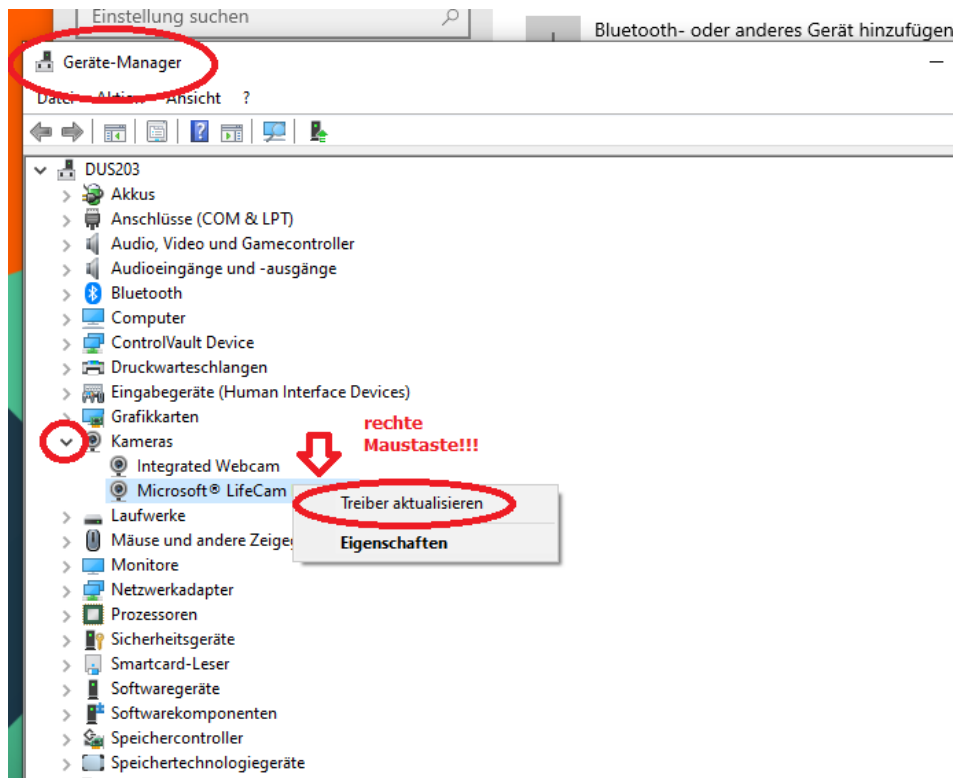 Einstellung suchen
Bluetooth- oder anderes Gerät hinzufügen
Geräte-Manager
Datei Aktion Ansicht ?
DUS203
Akkus
Anschlüsse (COM & LPT)
Audio, Video und Gamecontroller
Audioeingänge und -ausgänge
Bluetooth
Computer
ControlVault Device
Druckwarteschlangen
Eingabegeräte (Human Interface Devices)
Grafikkarten
rechte
Maustaste!!!
Kameras
Integrated Webcam
Microsoft® LifeCam
Treiber aktualisieren
Eigenschaften
Laufwerke
Mäuse und andere Zeige
Monitore
Netzwerkadapter
Prozessoren
Sicherheitsgeräte
Smartcard-Leser
Softwaregeräte
Softwarekomponenten
Speichercontroller
Speichertechnologiegeräte